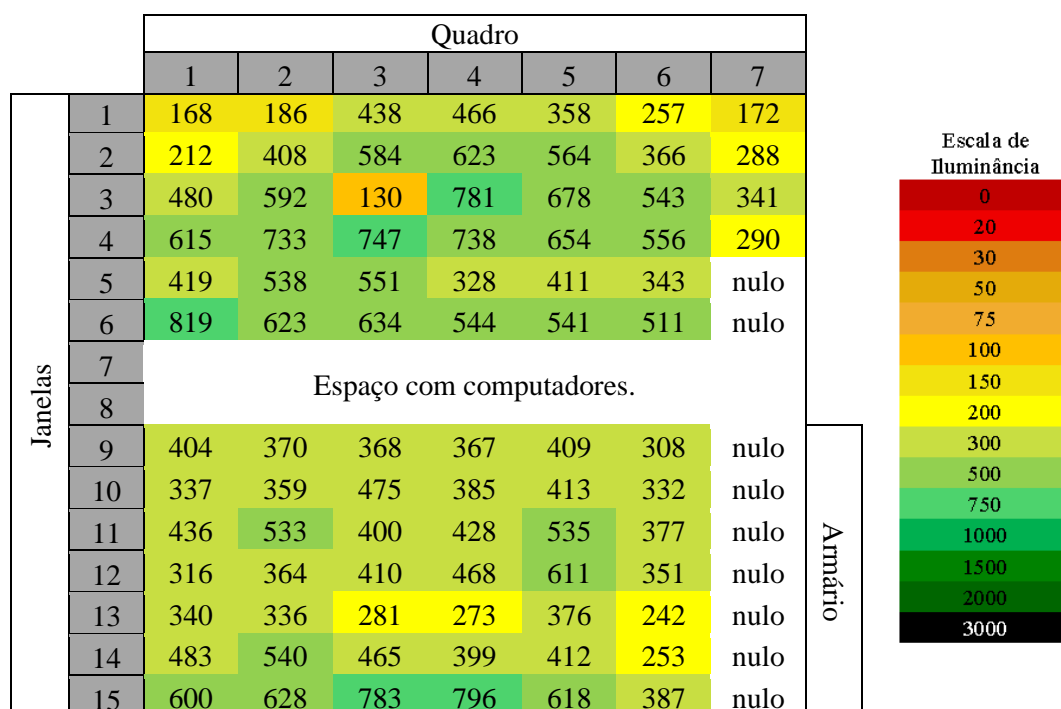 Quadro
1 2 3 4 5 6 7
1 168 186 438 466 358 257 172
2 212 408 584 623 564 366 288
3 480 592 130 781 678 543 341
4 615 733 747 738 654 556 290
5 419 538 551 328 411 343 nulo
6 819 623 634 544 541 511 nulo
7
Espaço com computadores.
8
9 404 370 368 367 409 308 nulo
10 337 359 475 385 413 332 nulo
11 436 533 400 428 535 377 nulo
12 316 364 410 468 611 351 nulo
13 340 336 281 273 376 242 nulo
14 483 540 465 399 412 253 nulo
15 600 628 783 796 618 387 nulo
Janelas
Armário
Escala de
Iluminância
0
20
30
50
75
100
150
200
300
500
750
1000
1500
2000
3000